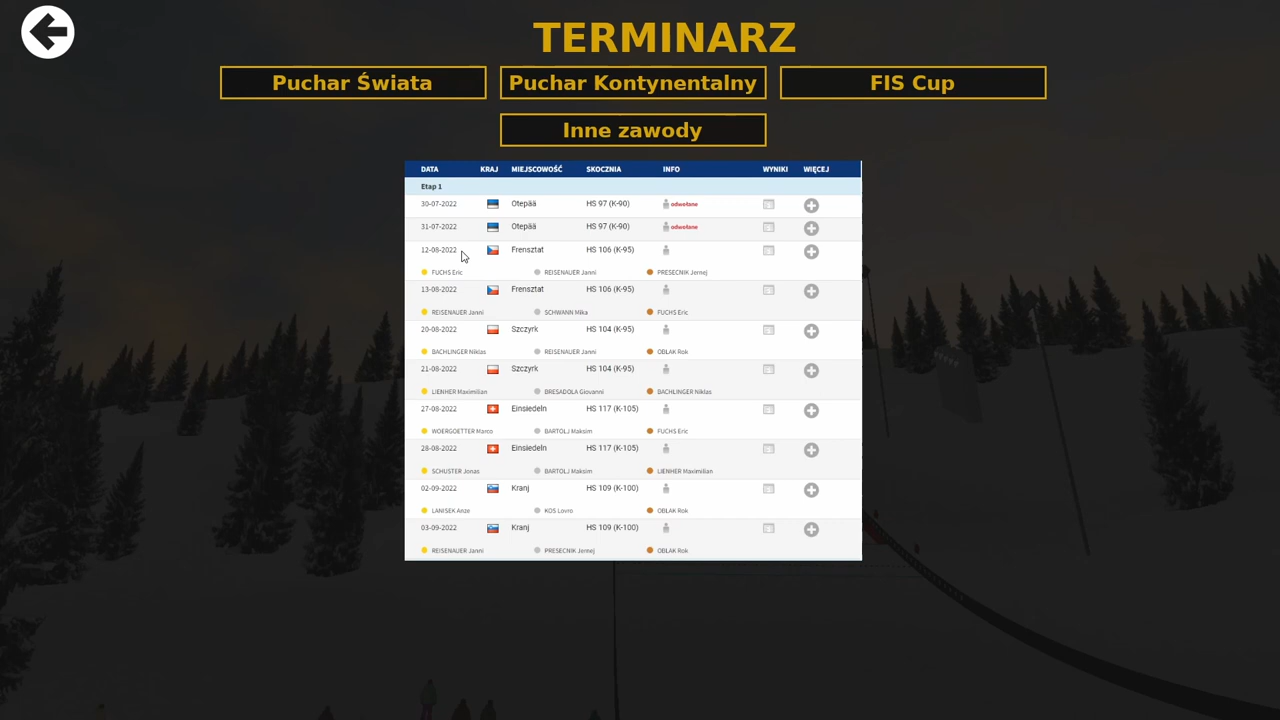 TERMINARZ
Puchar Świata Puchar Kontynentalny FIS Cup
Inne zawody
DATA KRAJ MIEJSCOWOŚĆ SKOCZNIA INFO WYNIKI WIĘCEJ
Etap 1
30-07-2022 Otepää HS 97 (K-90) odwołane
31-07-2022 Otepää HS 97 (K-90) odwołane
12-08-2022 Frensztat HS 106 (K-95)
FUCHS Eric REISENAUER Janni PRESECNIK Jernej
13-08-2022 Frensztat HS 106 (K-95)
REISENAUER Janni SCHWANN Mika FUCHS Eric
20-08-2022 Szczyrk HS 104 (K-95)
BACHLINGER Niklas REISENAUER Janni OBLAK Rok
21-08-2022 Szczyrk HS 104 (K-95)
LIENHER Maximilian BRESADOLA Giovanni BACHLINGER Niklas
27-08-2022 Einsiedeln HS 117 (K-105)
WOERGOETTER Marco BARTOLJ Maksim FUCHS Eric
28-08-2022 Einsiedeln HS 117 (K-105)
SCHUSTER Jonas BARTOLJ Maksim LIENHER Maximilian
02-09-2022 Kranj HS 109 (K-100)
LANISEK Anze KOS Lovro OBLAK Rok
03-09-2022 Kranj HS 109 (K-100)
REISENAUER Janni PRESECNIK Jernej OBLAK Rok